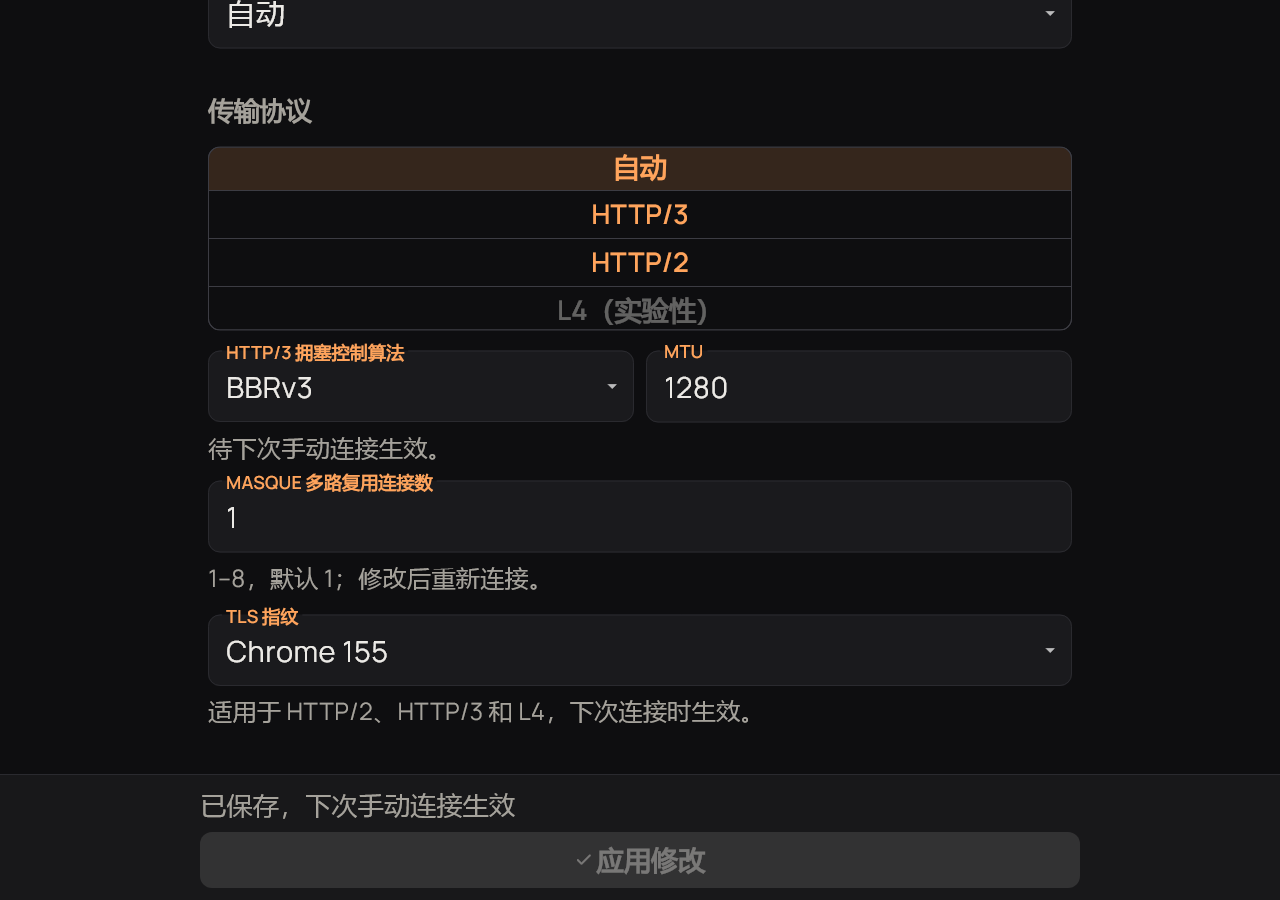 自动
传输协议
自动
HTTP/3
HTTP/2
L4（实验性）
HTTP/3 拥塞控制算法
BBRv3
MTU
1280
待下次手动连接生效。
MASQUE 多路复用连接数
1
1–8，默认 1；修改后重新连接。
TLS 指纹
Chrome 155
适用于 HTTP/2、HTTP/3 和 L4，下次连接时生效。
已保存，下次手动连接生效
应用修改